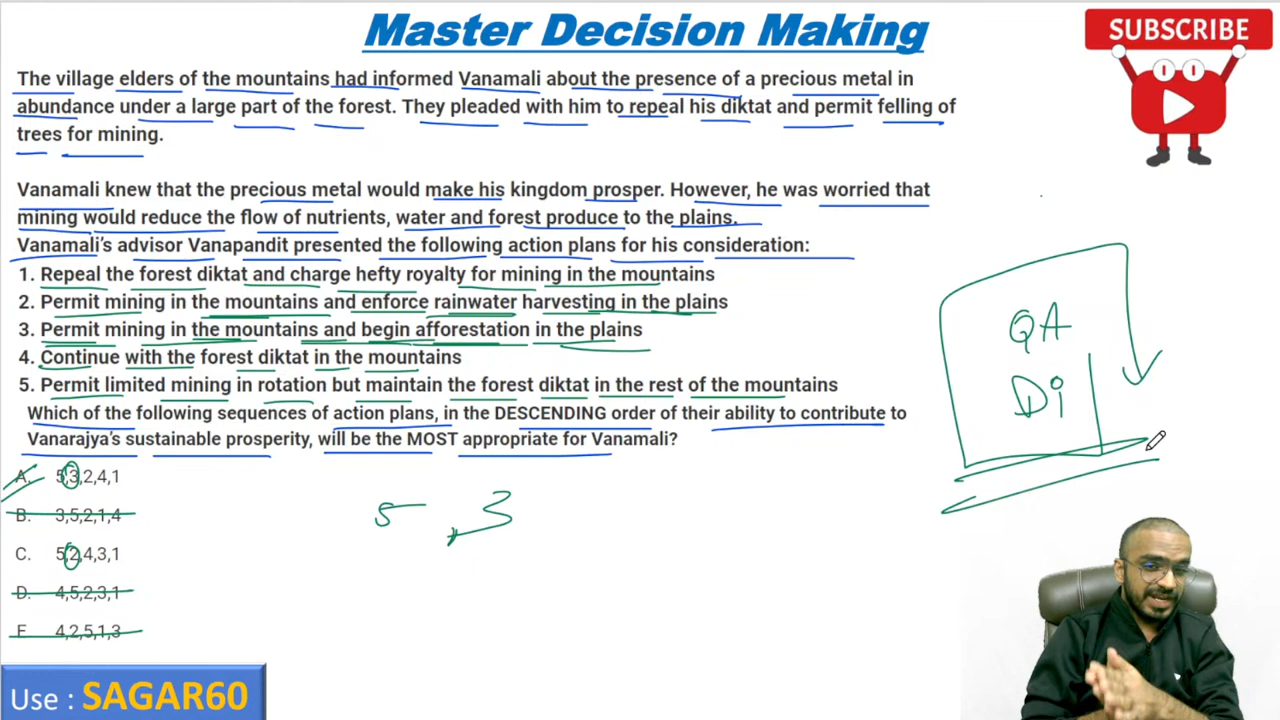 Master Decision Making
SUBSCRIBE
The village elders of the mountains had informed Vanamali about the presence of a precious metal in
abundance under a large part of the forest. They pleaded with him to repeal his diktat and permit felling of
trees for mining.
Vanamali knew that the precious metal would make his kingdom prosper. However, he was worried that
mining would reduce the flow of nutrients, water and forest produce to the plains.
Vanamali's advisor Vanapandit presented the following action plans for his consideration:
1. Repeal the forest diktat and charge hefty royalty for mining in the mountains
2. Permit mining in the mountains and enforce rainwater harvesting in the plains
3. Permit mining in the mountains and begin afforestation in the plains
4. Continue with the forest diktat in the mountains
5. Permit limited mining in rotation but maintain the forest diktat in the rest of the mountains
Which of the following sequences of action plans, in the DESCENDING order of their ability to contribute to
Vanarajya's sustainable prosperity, will be the MOST appropriate for Vanamali?
A. 5,3,2,4,1
B. 3,5,2,1,4
C. 5,2,4,3,1
D. 4,5,2,3,1
E. 4,2,5,1,3
5, 3
QA
DI
Use : SAGAR60